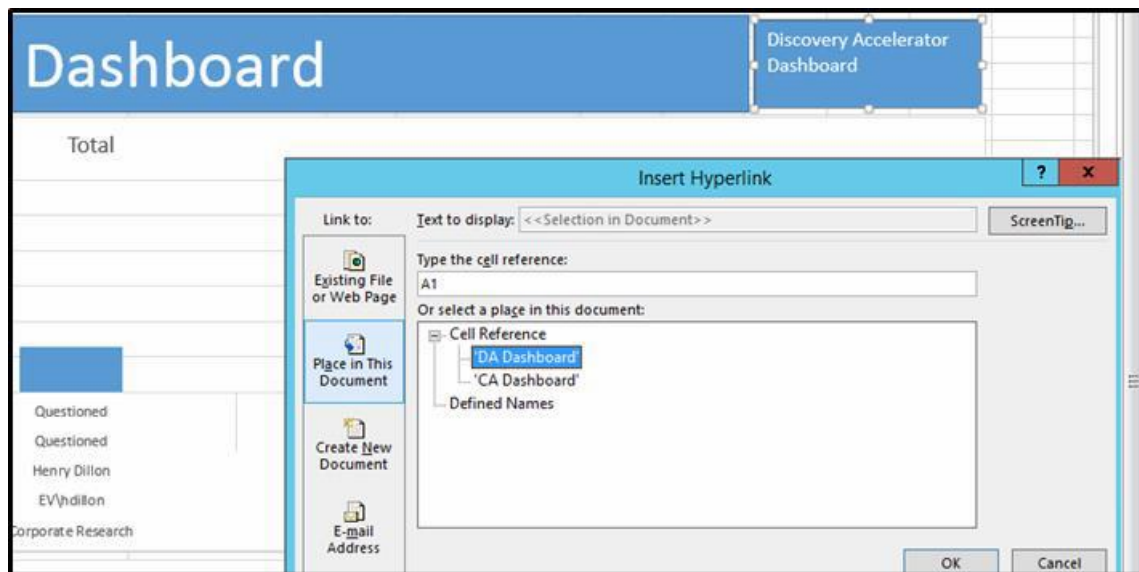 Dashboard
Discovery Accelerator
Dashboard
Total
Insert Hyperlink
?
x
Link to:
Text to display:
<<Selection in Document>>
ScreenTip...
Existing File
or Web Page
Type the cell reference:
A1
Or select a place in this document:
Cell Reference
'DA Dashboard'
'CA Dashboard'
Defined Names
Place in This
Document
Create New
Document
E-mail
Address
Questioned
Questioned
Henry Dillon
EV\hdillon
Corporate Research
OK
Cancel